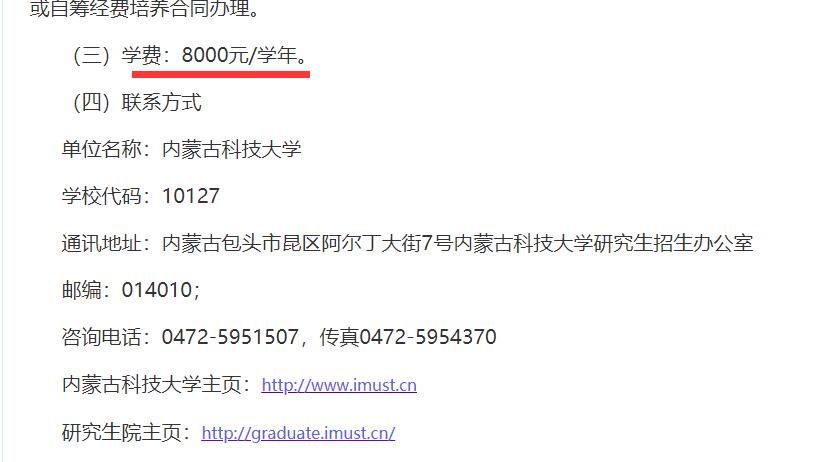 或自筹经费培养合同办理。
（三）学费：8000元/学年。
（四）联系方式
单位名称：内蒙古科技大学
学校代码：10127
通讯地址：内蒙古包头市昆区阿尔丁大街7号内蒙古科技大学研究生招生办公室
邮编：014010；
咨询电话：0472-5951507，传真0472-5954370
内蒙古科技大学主页：http://www.imust.cn
研究生院主页：http://graduate.imust.cn/